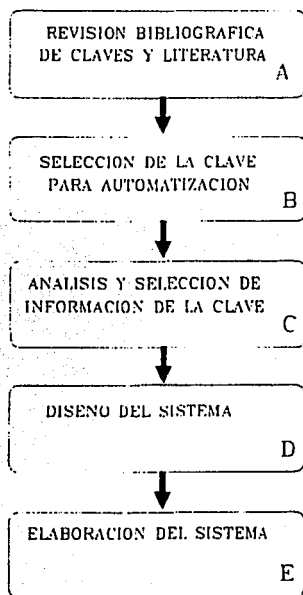 REVISION BIBLIOGRAFICA
DE CLAVES Y LITERATURA
A
SELECCION DE LA CLAVE
PARA AUTOMATIZACION
B
ANALISIS Y SELECCION DE
INFORMACION DE LA CLAVE
C
DISENO DEL SISTEMA
D
ELABORACION DEL SISTEMA
E